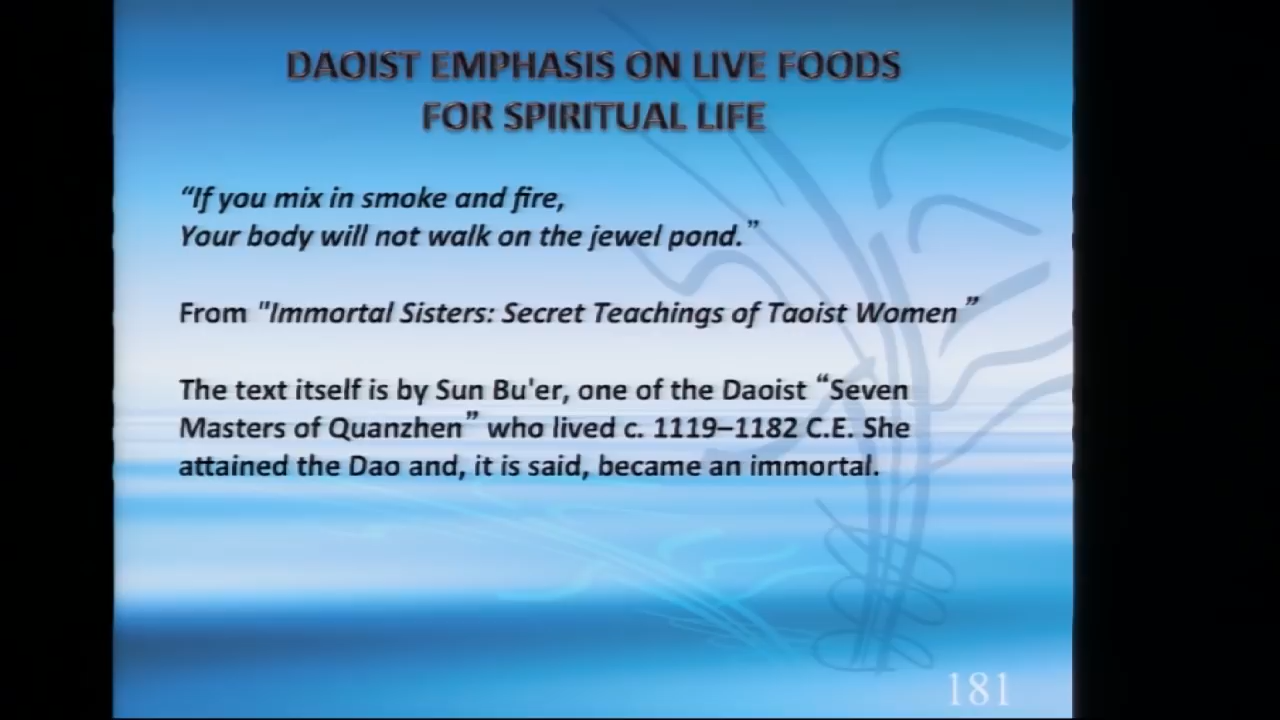 DAOIST EMPHASIS ON LIVE FOODS
FOR SPIRITUAL LIFE
“If you mix in smoke and fire,
Your body will not walk on the jewel pond.”
From "Immortal Sisters: Secret Teachings of Taoist Women”
The text itself is by Sun Bu'er, one of the Daoist “Seven
Masters of Quanzhen” who lived c. 1119–1182 C.E. She
attained the Dao and, it is said, became an immortal.
181